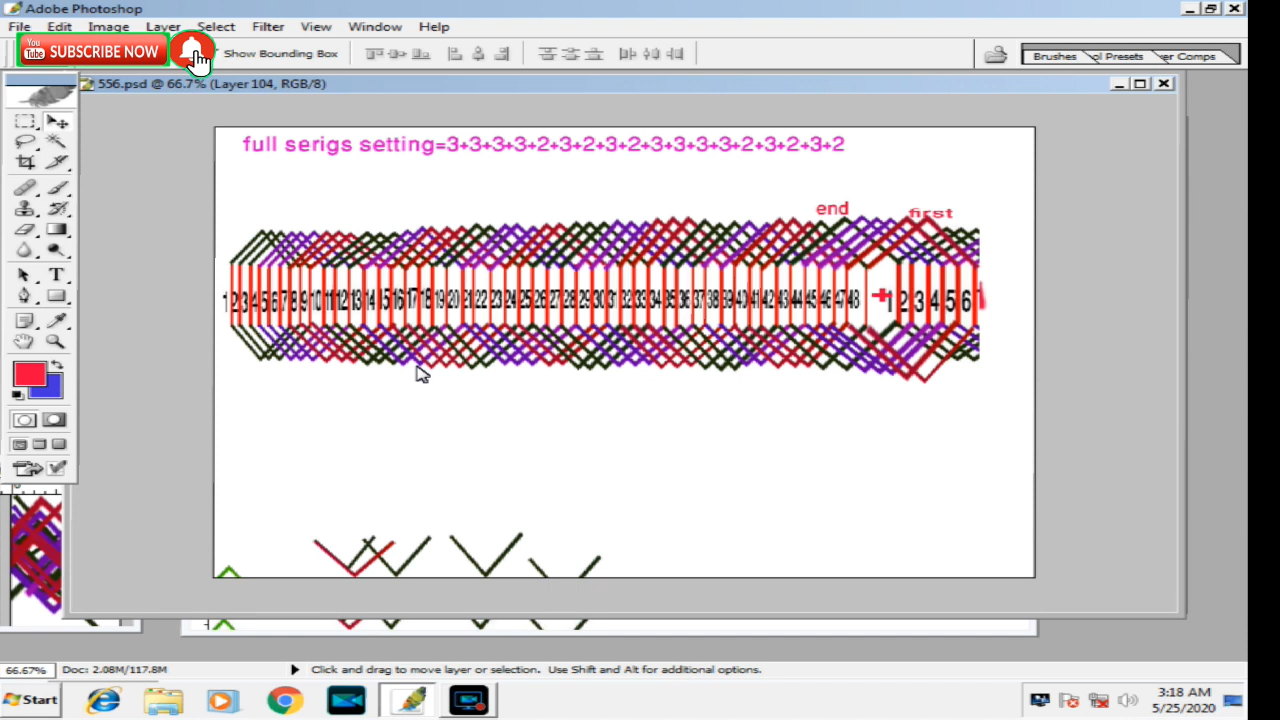 Adobe Photoshop
File Edit Image Layer Select Filter View Window Help
You Tube SUBSCRIBE NOW
Show Bounding Box
Brushes ol Presets er Comps
556.psd @ 66.7% (Layer 104, RGB/8)
full serigs setting=3+3+3+3+2+3+2+3+2+3+3+3+3+2+3+2+3+2
end first
1 2 3 4 5 6 7 8 9 10 11 12 13 14 15 16 17 18 19 20 21 22 23 24 25 26 27 28 29 30 31 32 33 34 35 36 37 38 39 40 41 42 43 44 45 46 47 48 + 1 2 3 4 5 6
66.67% Doc: 2.08M/117.8M Click and drag to move layer or selection. Use Shift and Alt for additional options.
Start
3:18 AM
5/25/2020